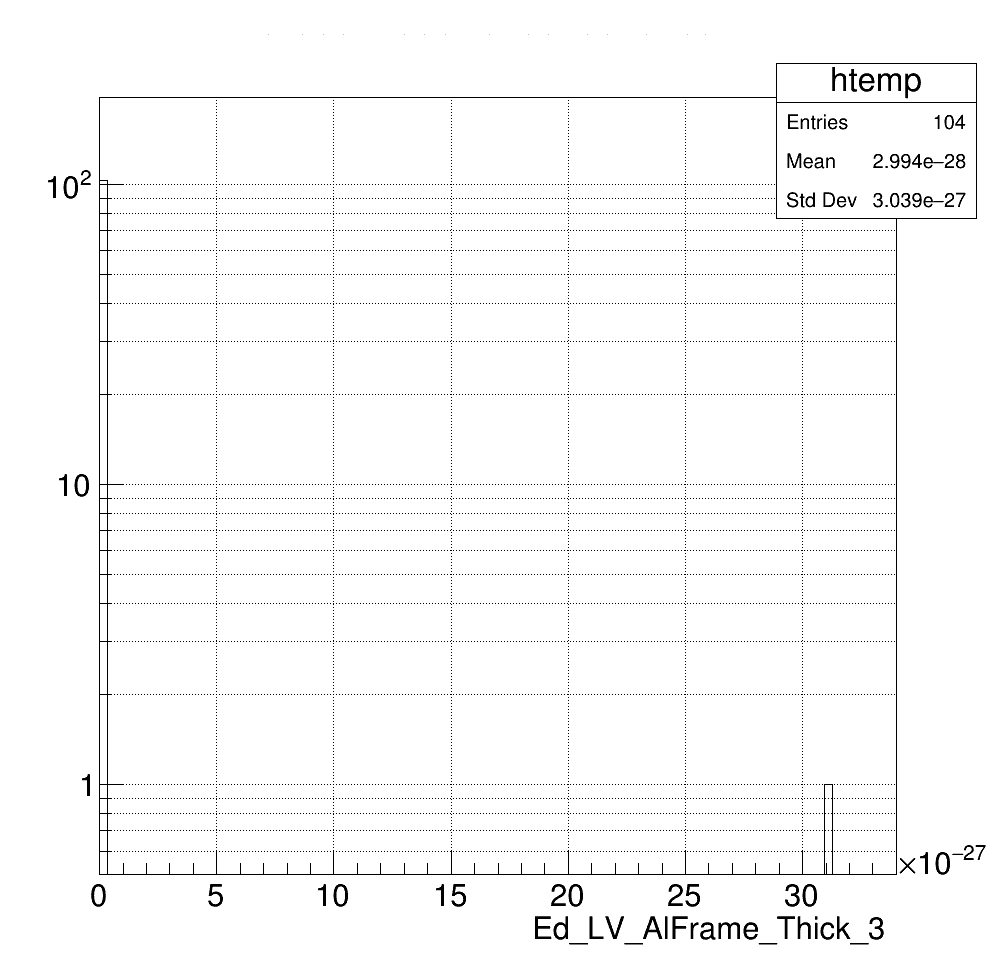 htemp
Entries 104
Mean 2.994e−28
Std Dev 3.039e−27
10²
10
1
0 5 10 15 20 25 30
×10⁻²⁷
Ed_LV_AlFrame_Thick_3